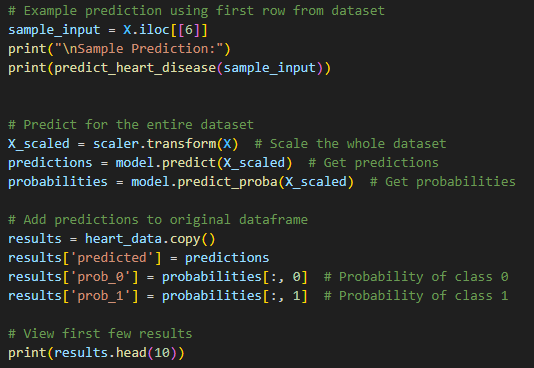 # Example prediction using first row from dataset
sample_input = X.iloc[[6]]
print("\nSample Prediction:")
print(predict_heart_disease(sample_input))
# Predict for the entire dataset
X_scaled = scaler.transform(X)  # Scale the whole dataset
predictions = model.predict(X_scaled)  # Get predictions
probabilities = model.predict_proba(X_scaled)  # Get probabilities
# Add predictions to original dataframe
results = heart_data.copy()
results['predicted'] = predictions
results['prob_0'] = probabilities[:, 0]  # Probability of class 0
results['prob_1'] = probabilities[:, 1]  # Probability of class 1
# View first few results
print(results.head(10))